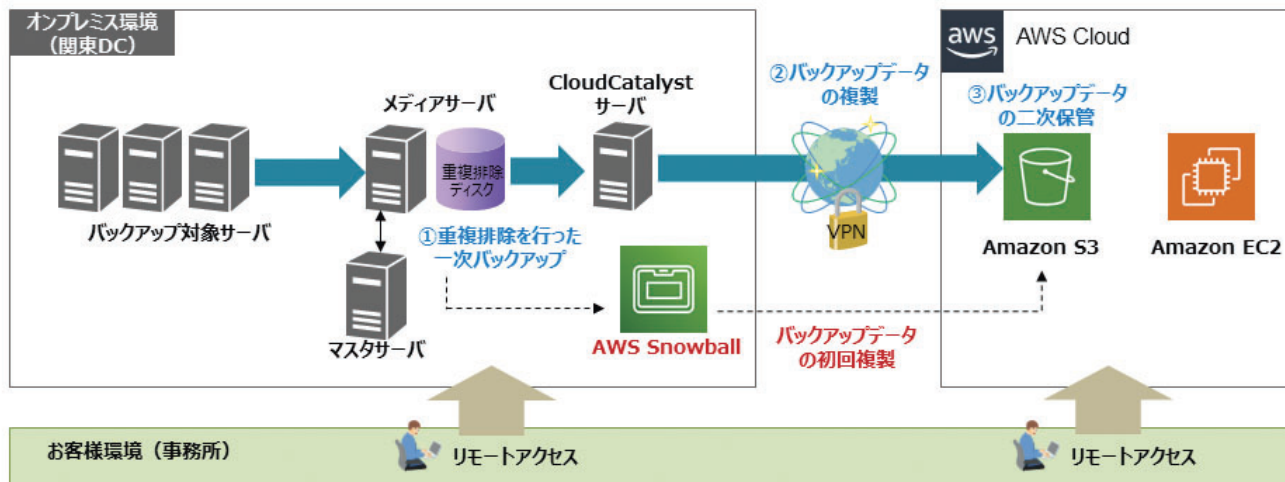 オンプレミス環境
（関東DC）
aws
AWS Cloud
メディアサーバ
CloudCatalyst
サーバ
②バックアップデータ
の複製
③バックアップデータ
の二次保管
重複排除
ディスク
バックアップ対象サーバ
①重複排除を行った
一次バックアップ
VPN
Amazon S3
Amazon EC2
マスタサーバ
AWS Snowball
バックアップデータ
の初回複製
お客様環境（事務所）
リモートアクセス
リモートアクセス